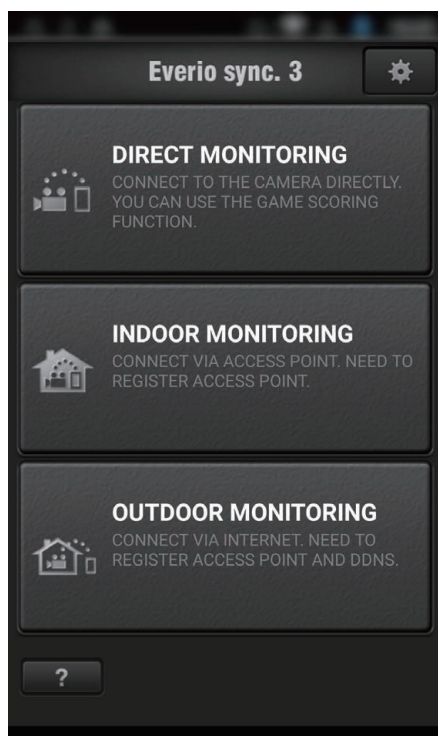 Everio sync. 3
DIRECT MONITORING
CONNECT TO THE CAMERA DIRECTLY.
YOU CAN USE THE GAME SCORING
FUNCTION.
INDOOR MONITORING
CONNECT VIA ACCESS POINT. NEED TO
REGISTER ACCESS POINT.
OUTDOOR MONITORING
CONNECT VIA INTERNET. NEED TO
REGISTER ACCESS POINT AND DDNS.
?